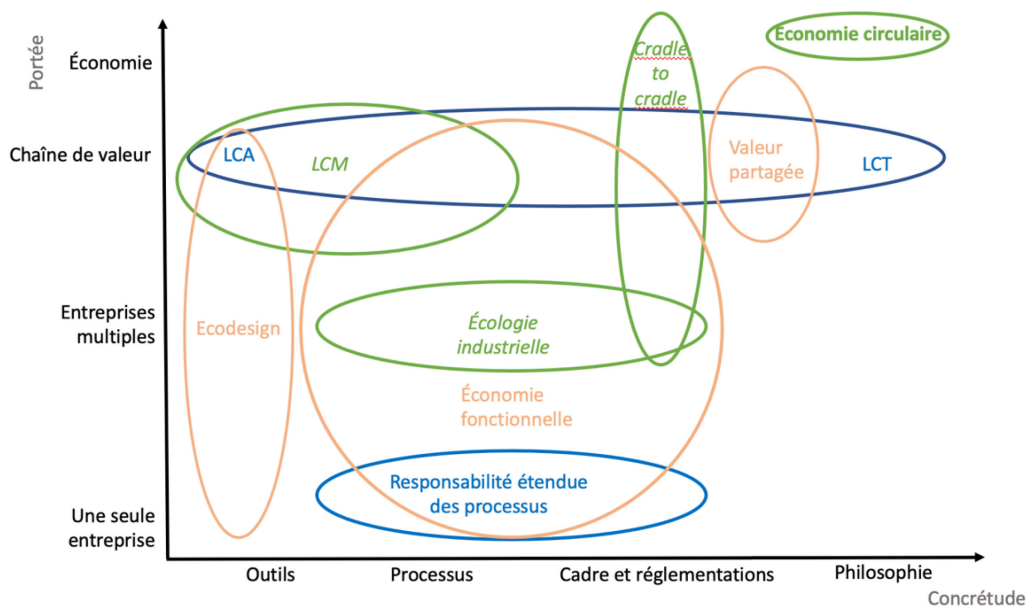 Portée
Économie
Économie circulaire
Cradle
to
cradle
Chaîne de valeur
LCA
LCM
Valeur
partagée
LCT
Entreprises
multiples
Ecodesign
Écologie
industrielle
Économie
fonctionnelle
Responsabilité étendue
des processus
Une seule
entreprise
Outils
Processus
Cadre et réglementations
Philosophie
Concrétude